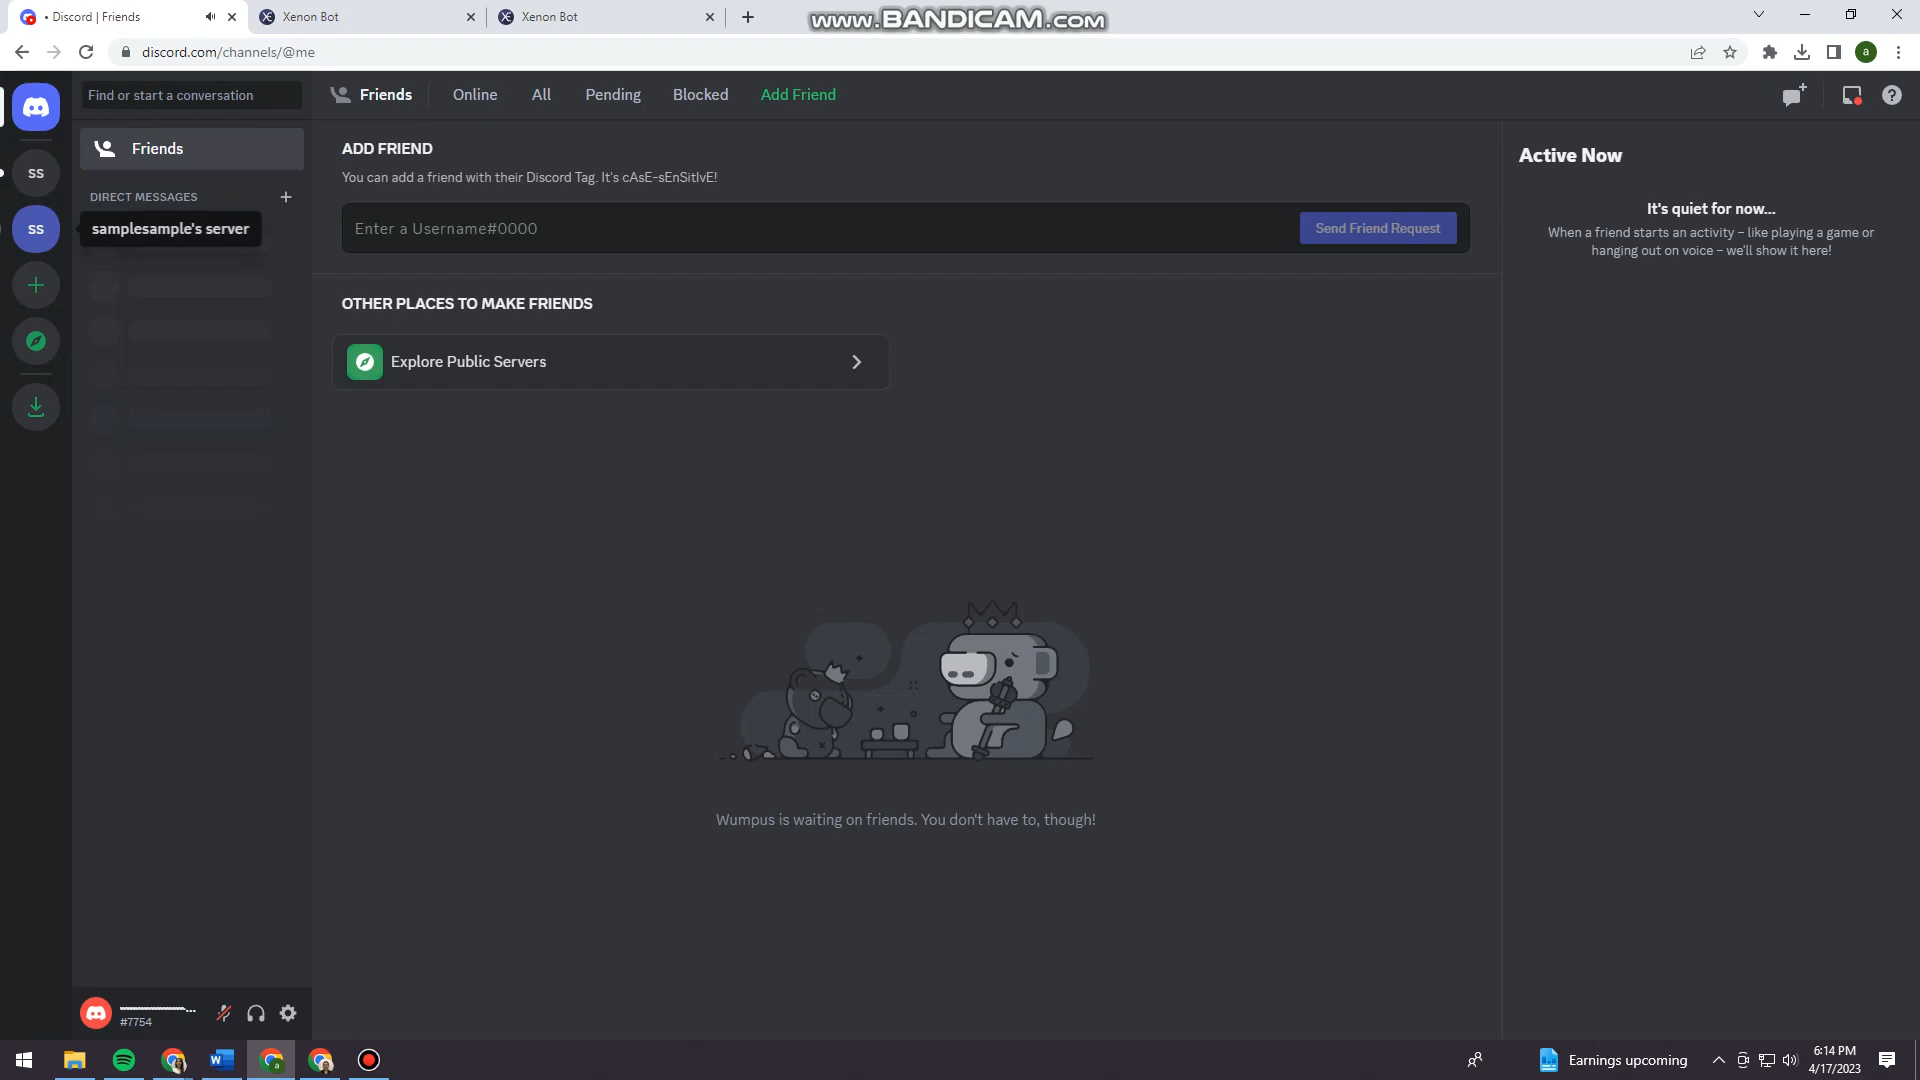 • Discord | Friends
Xenon Bot
Xenon Bot
www.BANDICAM.com
discord.com/channels/@me
a
Find or start a conversation
Friends
Online
All
Pending
Blocked
Add Friend
Friends
DIRECT MESSAGES
SS
SS
samplesample's server
ADD FRIEND
You can add a friend with their Discord Tag. It's cAsE-sEnSitIvE!
Enter a Username#0000
Send Friend Request
OTHER PLACES TO MAKE FRIENDS
Explore Public Servers
Wumpus is waiting on friends. You don't have to, though!
Active Now
It's quiet for now...
When a friend starts an activity – like playing a game or
hanging out on voice – we'll show it here!
#7754
Earnings upcoming
6:14 PM
4/17/2023